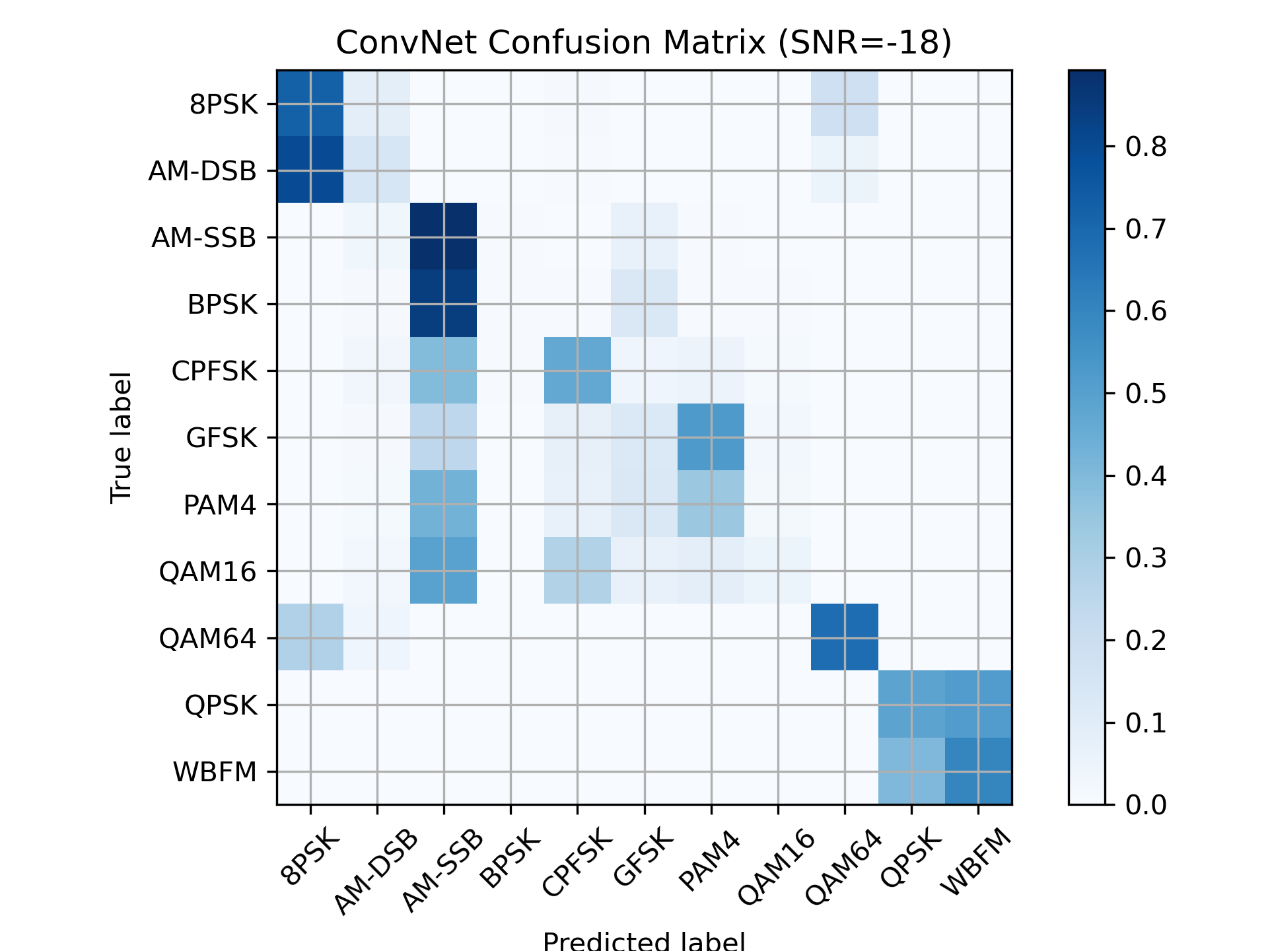 ConvNet Confusion Matrix (SNR=-18)
8PSK
AM-DSB
AM-SSB
BPSK
CPFSK
GFSK
PAM4
QAM16
QAM64
QPSK
WBFM
True label
8PSK
AM-DSB
AM-SSB
BPSK
CPFSK
GFSK
PAM4
QAM16
QAM64
QPSK
WBFM
Predicted label
0.8
0.7
0.6
0.5
0.4
0.3
0.2
0.1
0.0